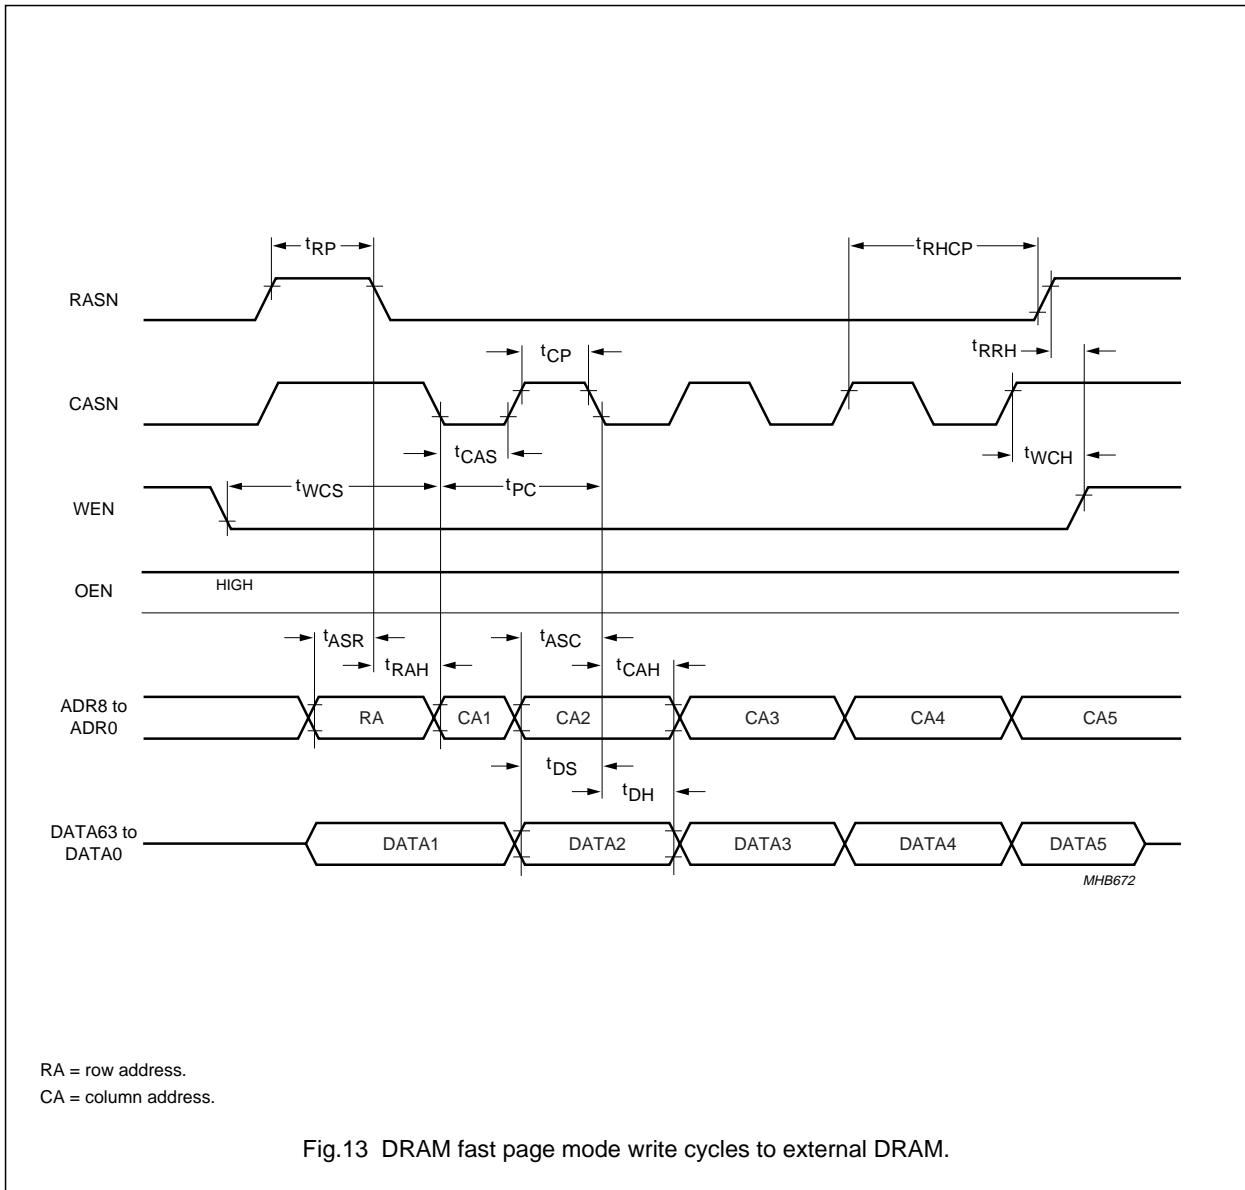 tRP
tRHCP
RASN
tRRH
tCP
CASN
tCAS
tWCH
tWCS
tPC
WEN
HIGH
OEN
tASR
tASC
tRAH
tCAH
ADR8 to
ADR0
RA
CA1
CA2
CA3
CA4
CA5
tDS
tDH
DATA63 to
DATA0
DATA1
DATA2
DATA3
DATA4
DATA5
MHB672
RA = row address.
CA = column address.
Fig.13 DRAM fast page mode write cycles to external DRAM.